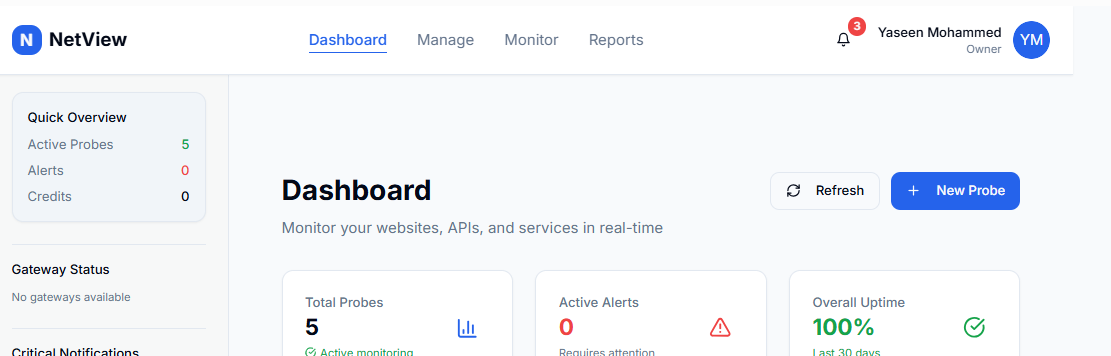 N NetView
Dashboard Manage Monitor Reports
3
Yaseen Mohammed
Owner
YM
Quick Overview
Active Probes 5
Alerts 0
Credits 0
Gateway Status
No gateways available
Critical Notifications
Dashboard
Monitor your websites, APIs, and services in real-time
Refresh
New Probe
Total Probes
5
Active monitoring
Active Alerts
0
Requires attention
Overall Uptime
100%
Last 30 days